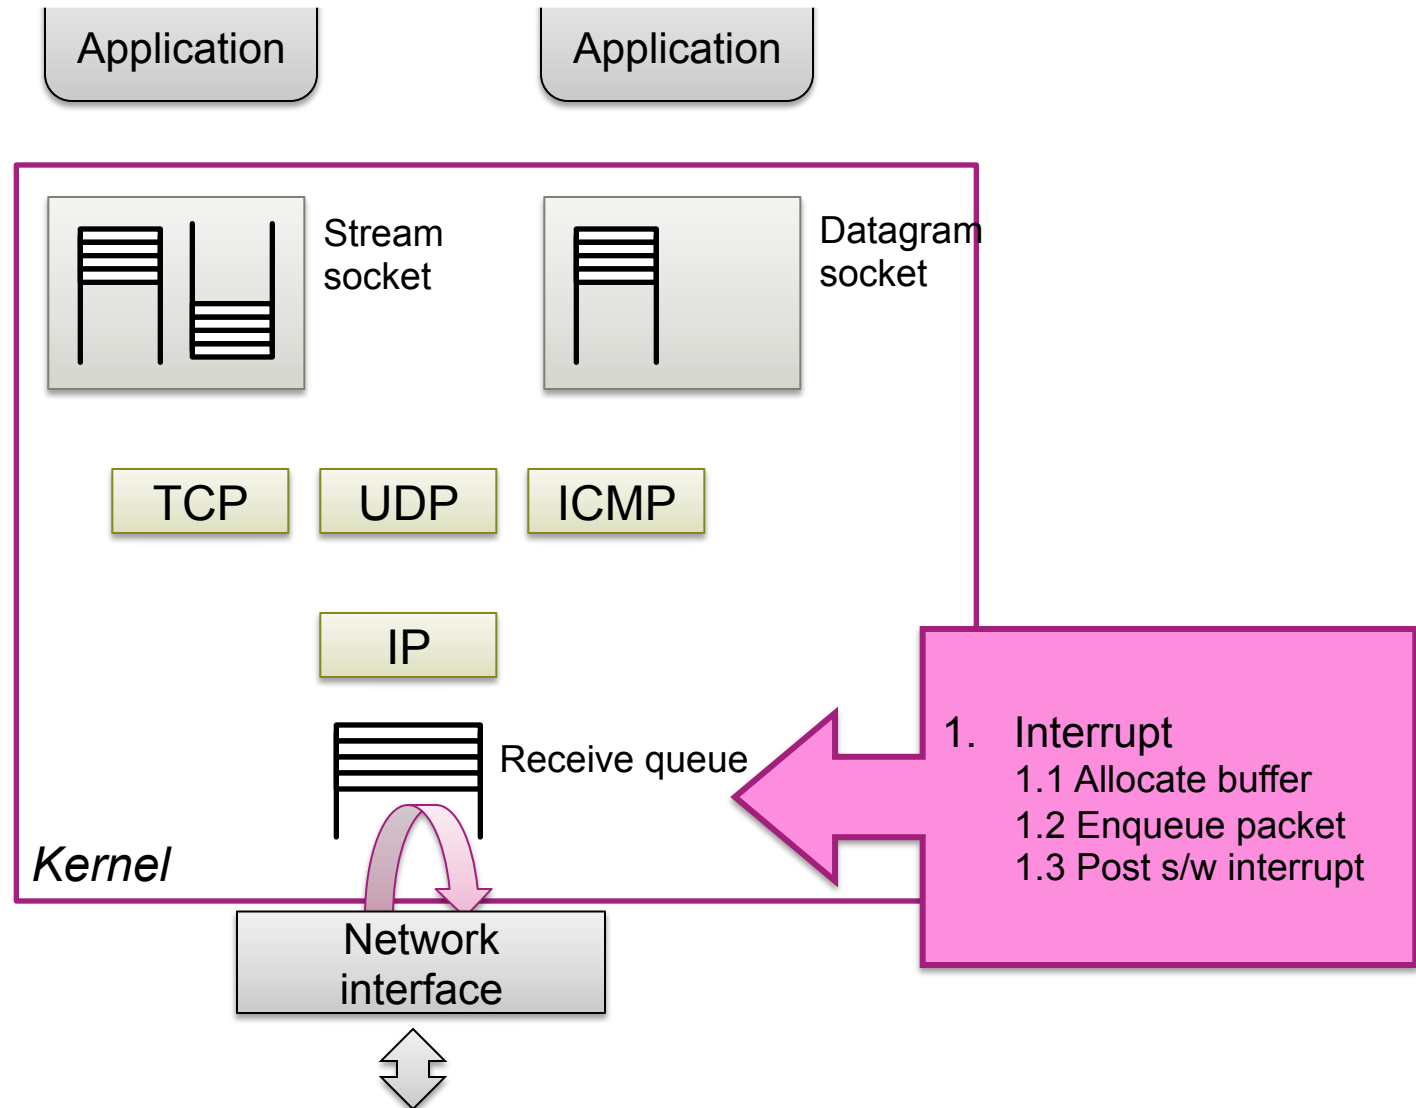 Application
Application
Stream
socket
Datagram
socket
TCP
UDP
ICMP
IP
Receive queue
1. Interrupt
1.1 Allocate buffer
1.2 Enqueue packet
1.3 Post s/w interrupt
Kernel
Network
interface